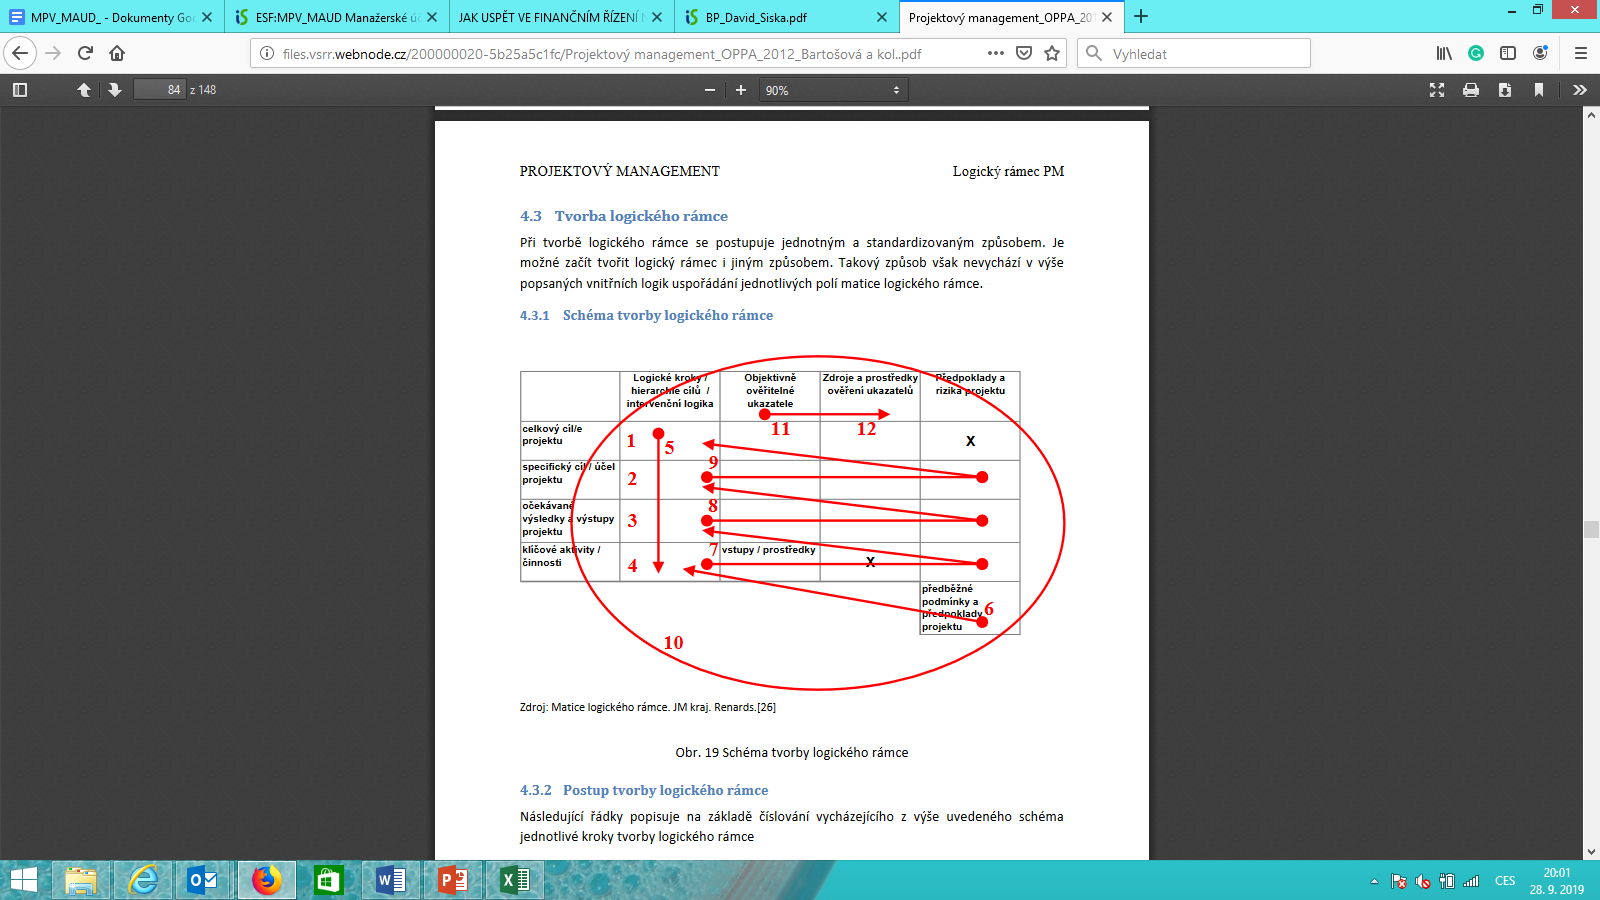 MPV_MAUD_ - Dokumenty Goo
ESF:MPV_MAUD Manažerské úč
JAK USPĚT VE FINANČNÍM ŘÍZENÍ
BP_David_Siska.pdf
Projektový management_OPPA_201
files.vsrr.webnode.cz/200000020-5b25a5c1fc/Projektový management_OPPA_2012_Bartošová a kol..pdf
Vyhledat
84 z 148
90%
PROJEKTOVÝ MANAGEMENT Logický rámec PM
4.3 Tvorba logického rámce
Při tvorbě logického rámce se postupuje jednotným a standardizovaným způsobem. Je
možné začít tvořit logický rámec i jiným způsobem. Takový způsob však nevychází v výše
popsaných vnitřních logik uspořádání jednotlivých polí matice logického rámce.
4.3.1 Schéma tvorby logického rámce
Logické kroky /
hierarchie cílů /
intervenční logika
Objektivně
ověřitelné
ukazatele
Zdroje a prostředky
ověření ukazatelů
Předpoklady a
rizika projektu
11
12
celkový cíl/e
projektu
1
5
X
specifický cíl / účel
projektu
2
9
očekávané
výsledky a výstupy
projektu
3
8
klíčové aktivity /
činnosti
4
7
vstupy / prostředky
X
předběžné
podmínky a
předpoklady
projektu
6
10
Zdroj: Matice logického rámce. JM kraj. Renards.[26]
Obr. 19 Schéma tvorby logického rámce
4.3.2 Postup tvorby logického rámce
Následující řádky popisuje na základě číslování vycházejícího z výše uvedeného schéma
jednotlivé kroky tvorby logického rámce
CES
20:01
28. 9. 2019